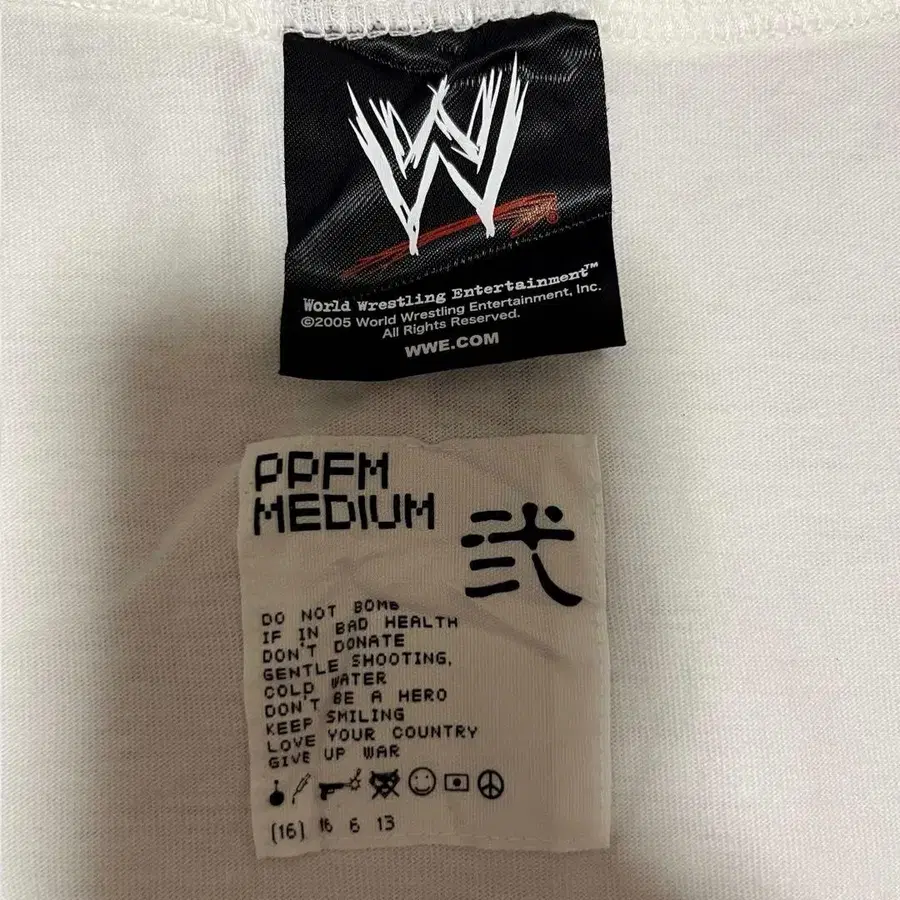 W
World Wrestling Entertainment™
©2005 World Wrestling Entertainment, Inc.
All Rights Reserved.
WWE.COM
PPFM
MEDIUM
弐
DO NOT BOMB
IF IN BAD HEALTH
DON'T DONATE
GENTLE SHOOTING,
COLD WATER
DON'T BE A HERO
KEEP SMILING
LOVE YOUR COUNTRY
GIVE UP WAR
(16) 16 6 13